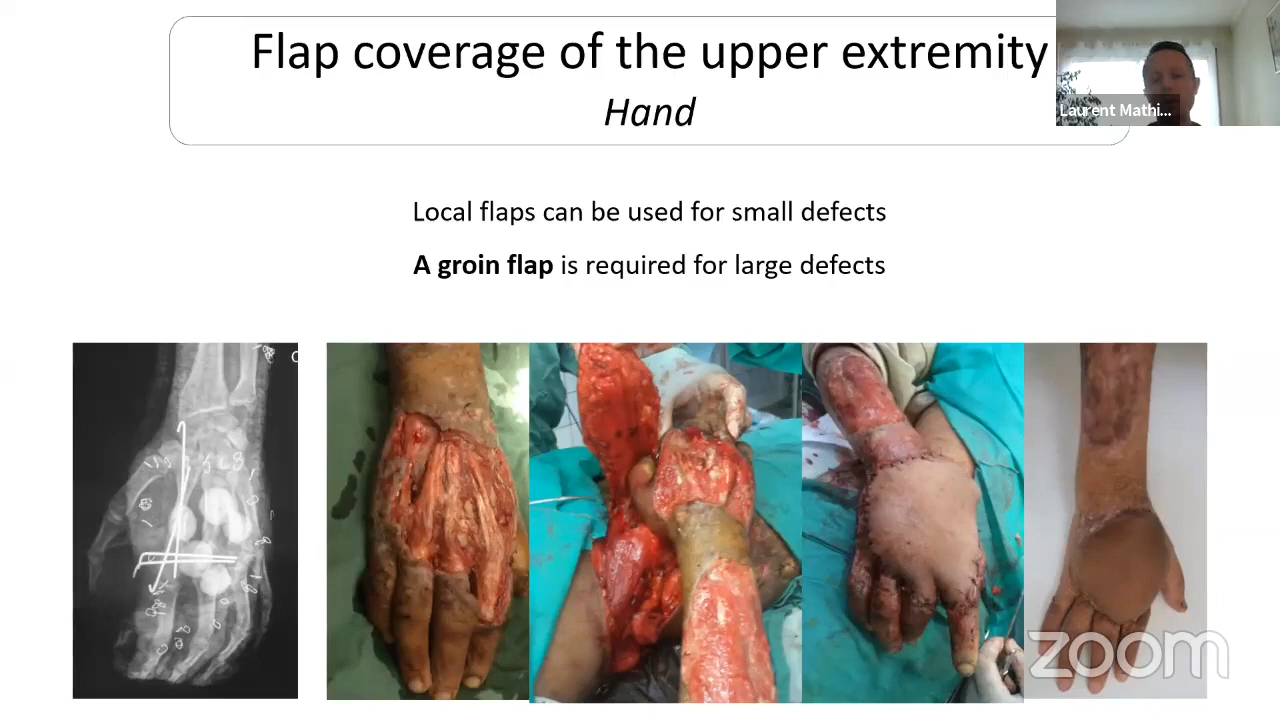 Flap coverage of the upper extremity
Hand
Laurent Mathi...
Local flaps can be used for small defects
A groin flap is required for large defects
zoom